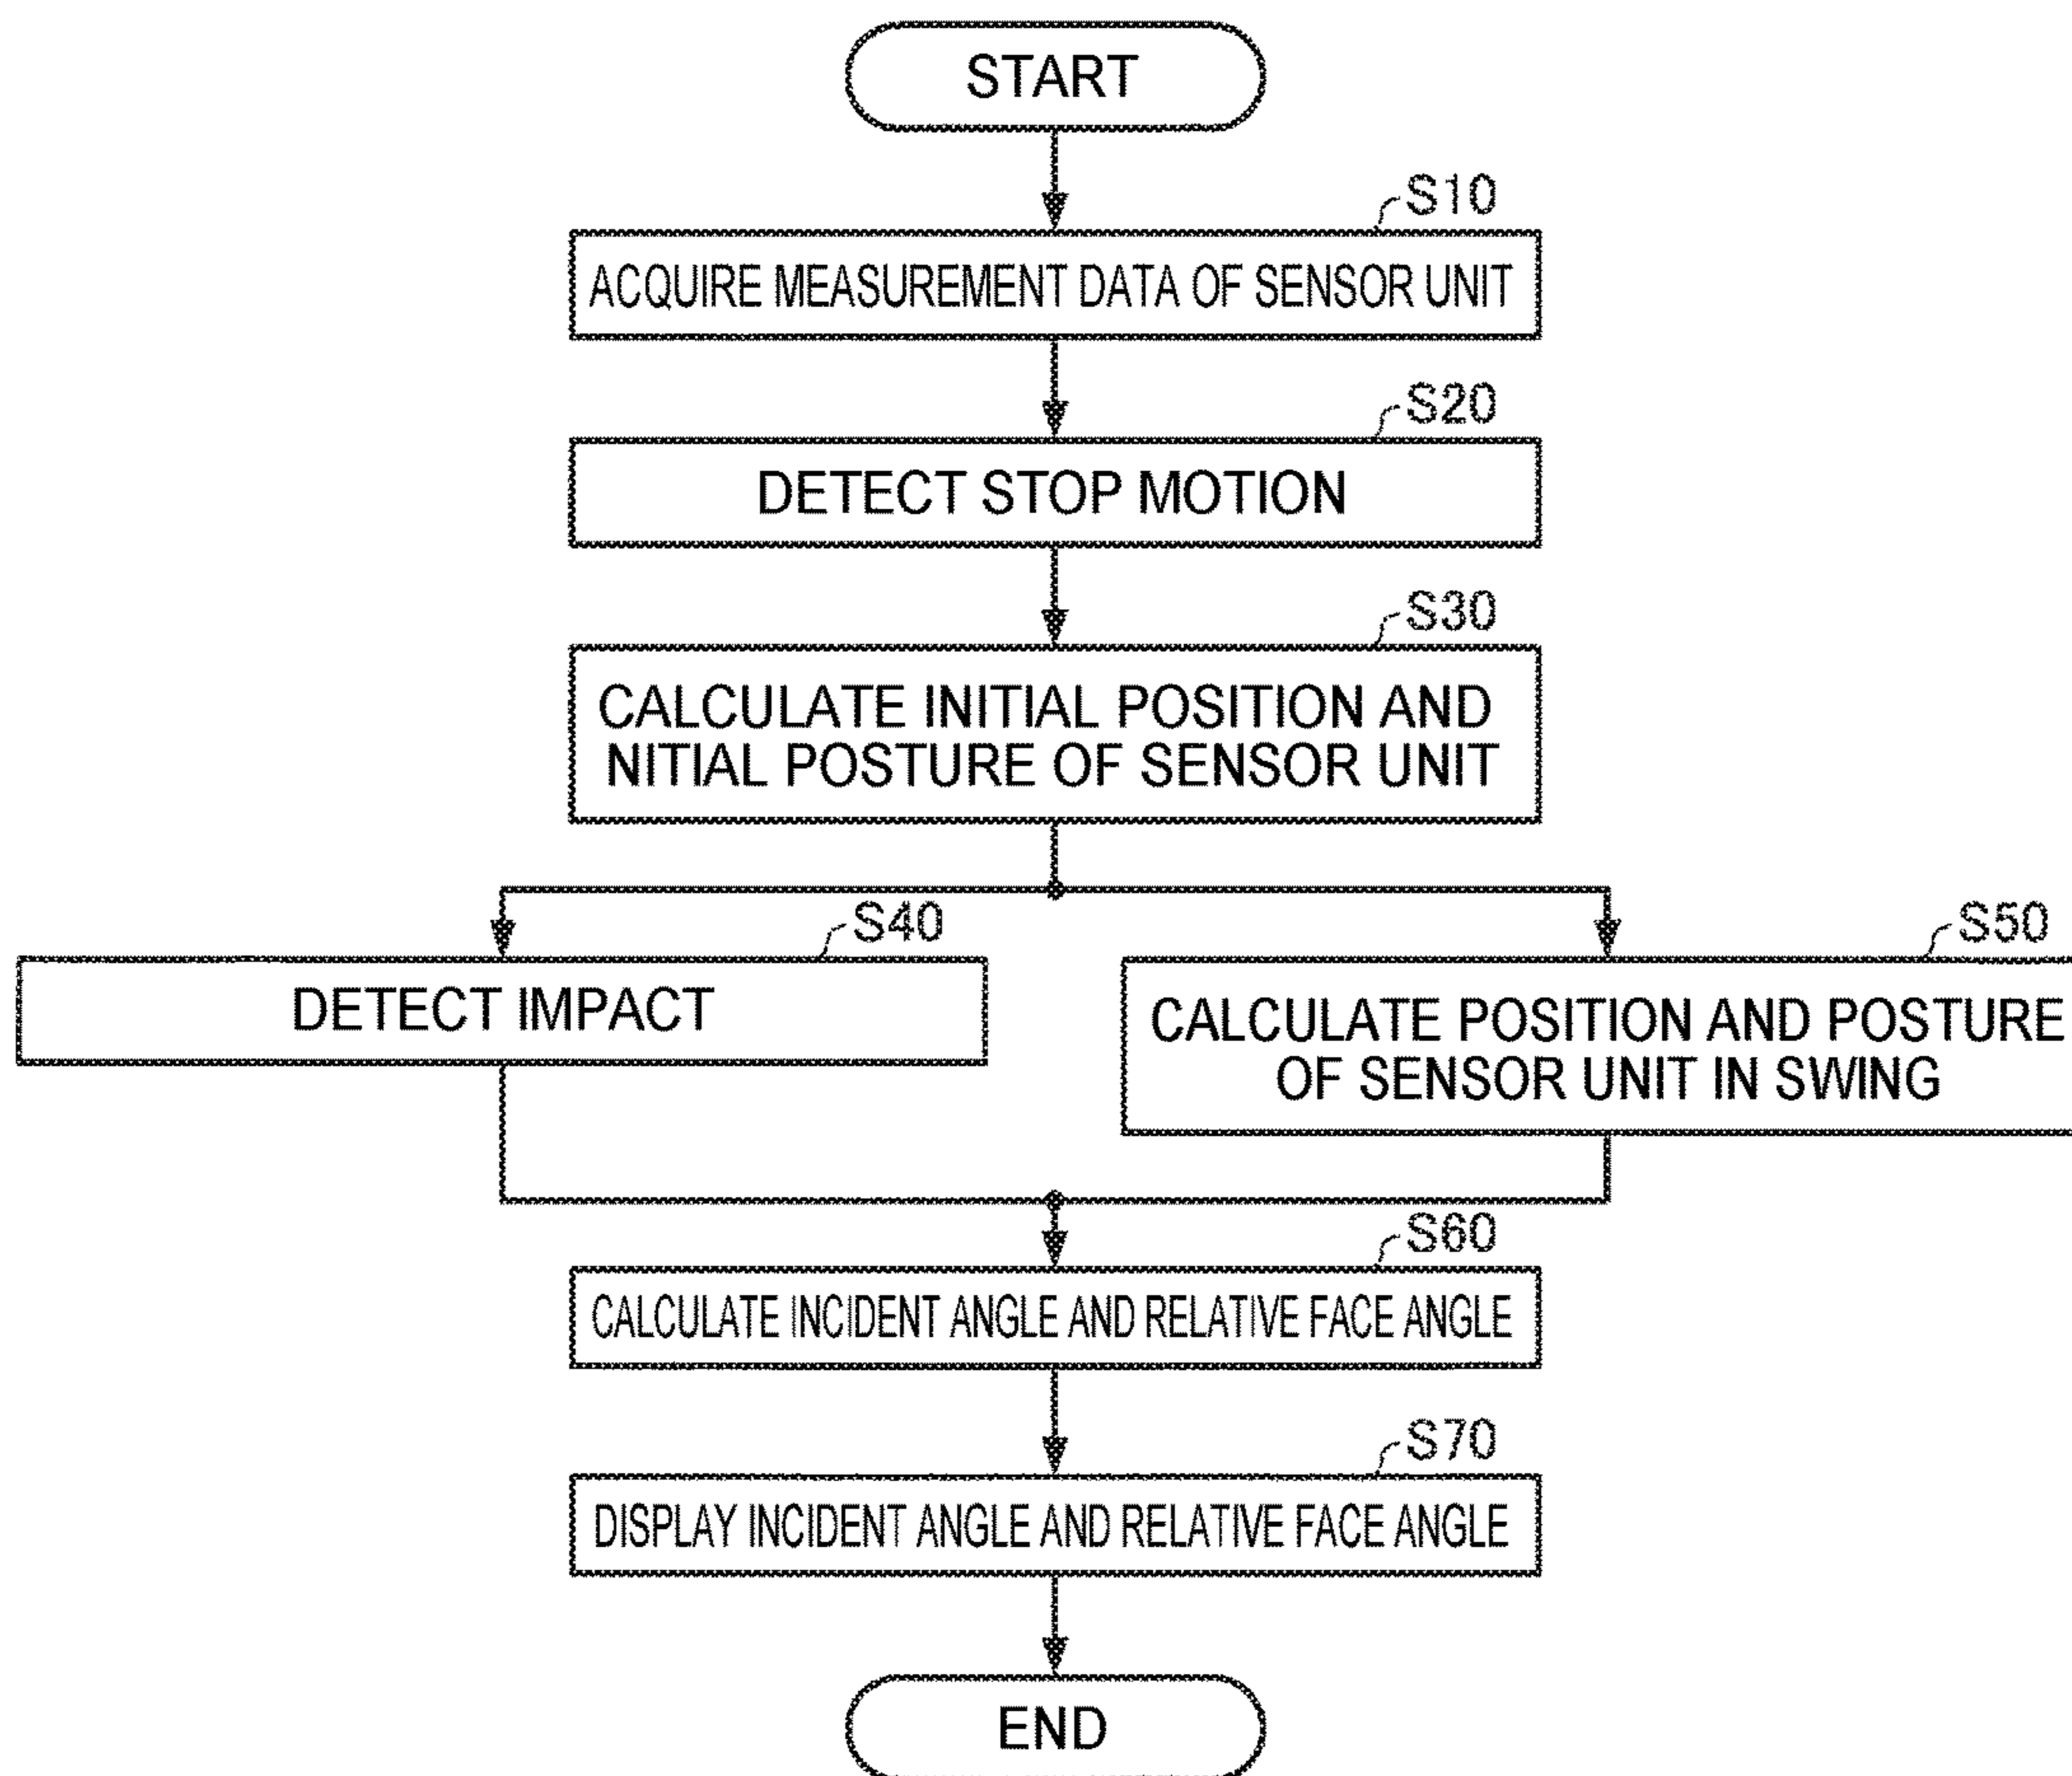 START
S10
ACQUIRE MEASUREMENT DATA OF SENSOR UNIT
S20
DETECT STOP MOTION
S30
CALCULATE INITIAL POSITION AND
NITIAL POSTURE OF SENSOR UNIT
S40
DETECT IMPACT
S50
CALCULATE POSITION AND POSTURE
OF SENSOR UNIT IN SWING
S60
CALCULATE INCIDENT ANGLE AND RELATIVE FACE ANGLE
S70
DISPLAY INCIDENT ANGLE AND RELATIVE FACE ANGLE
END